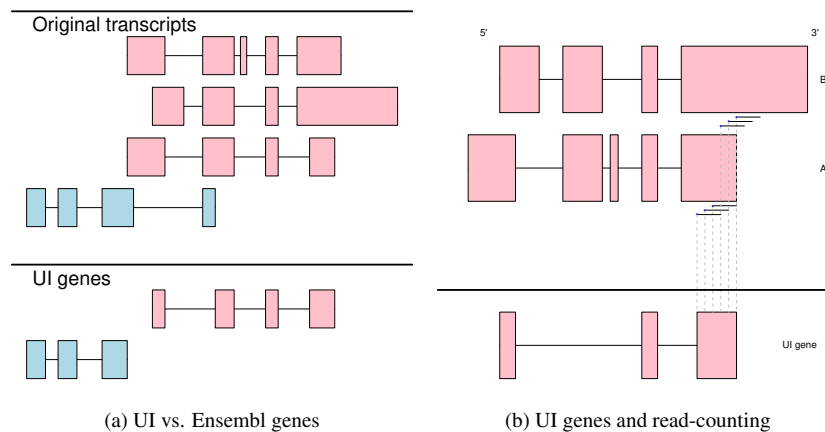 Original transcripts
UI genes
(a) UI vs. Ensembl genes
5'
3'
B
A
UI gene
(b) UI genes and read-counting